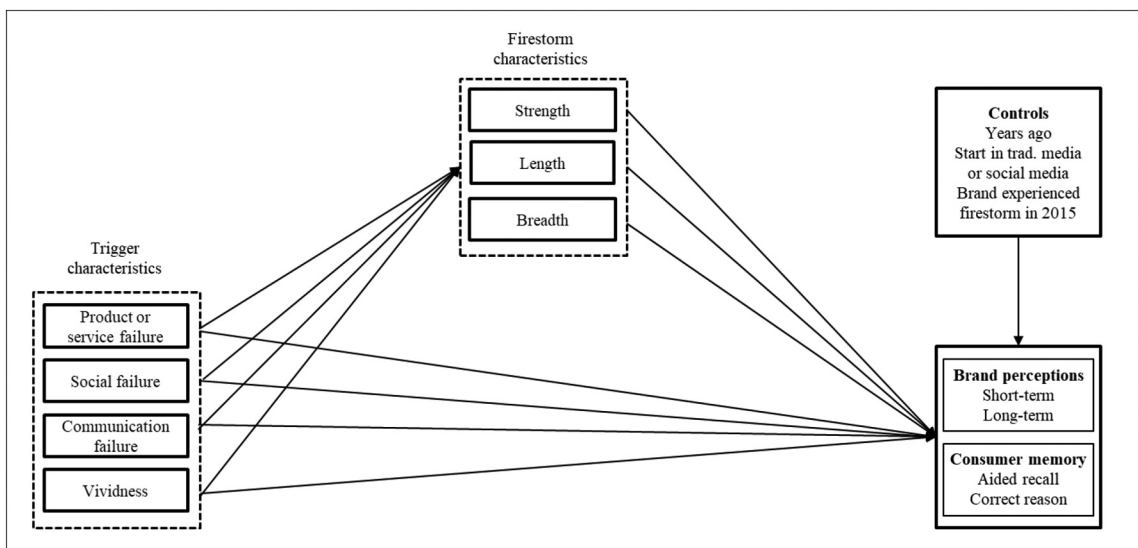 Firestorm
characteristics
Strength
Length
Breadth
Controls
Years ago
Start in trad. media
or social media
Brand experienced
firestorm in 2015
Trigger
characteristics
Product or
service failure
Social failure
Communication
failure
Vividness
Brand perceptions
Short-term
Long-term
Consumer memory
Aided recall
Correct reason